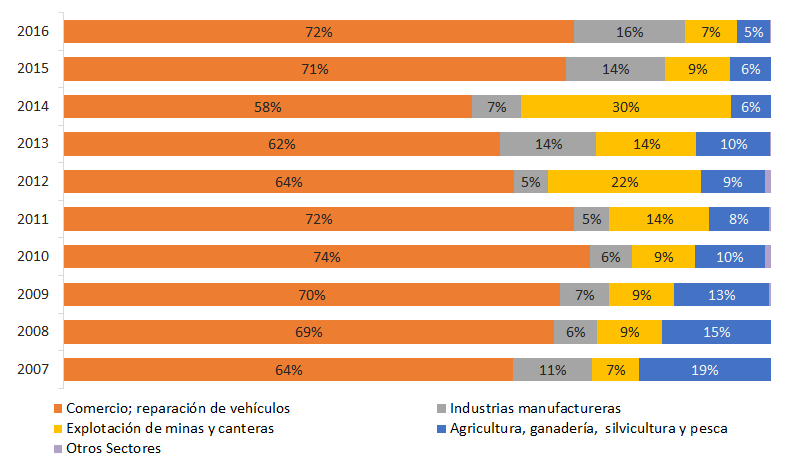 2016 72% 16% 7% 5%
2015 71% 14% 9% 6%
2014 58% 7% 30% 6%
2013 62% 14% 14% 10%
2012 64% 5% 22% 9%
2011 72% 5% 14% 8%
2010 74% 6% 9% 10%
2009 70% 7% 9% 13%
2008 69% 6% 9% 15%
2007 64% 11% 7% 19%
Comercio; reparación de vehículos Industrias manufactureras
Explotación de minas y canteras Agricultura, ganadería, silvicultura y pesca
Otros Sectores